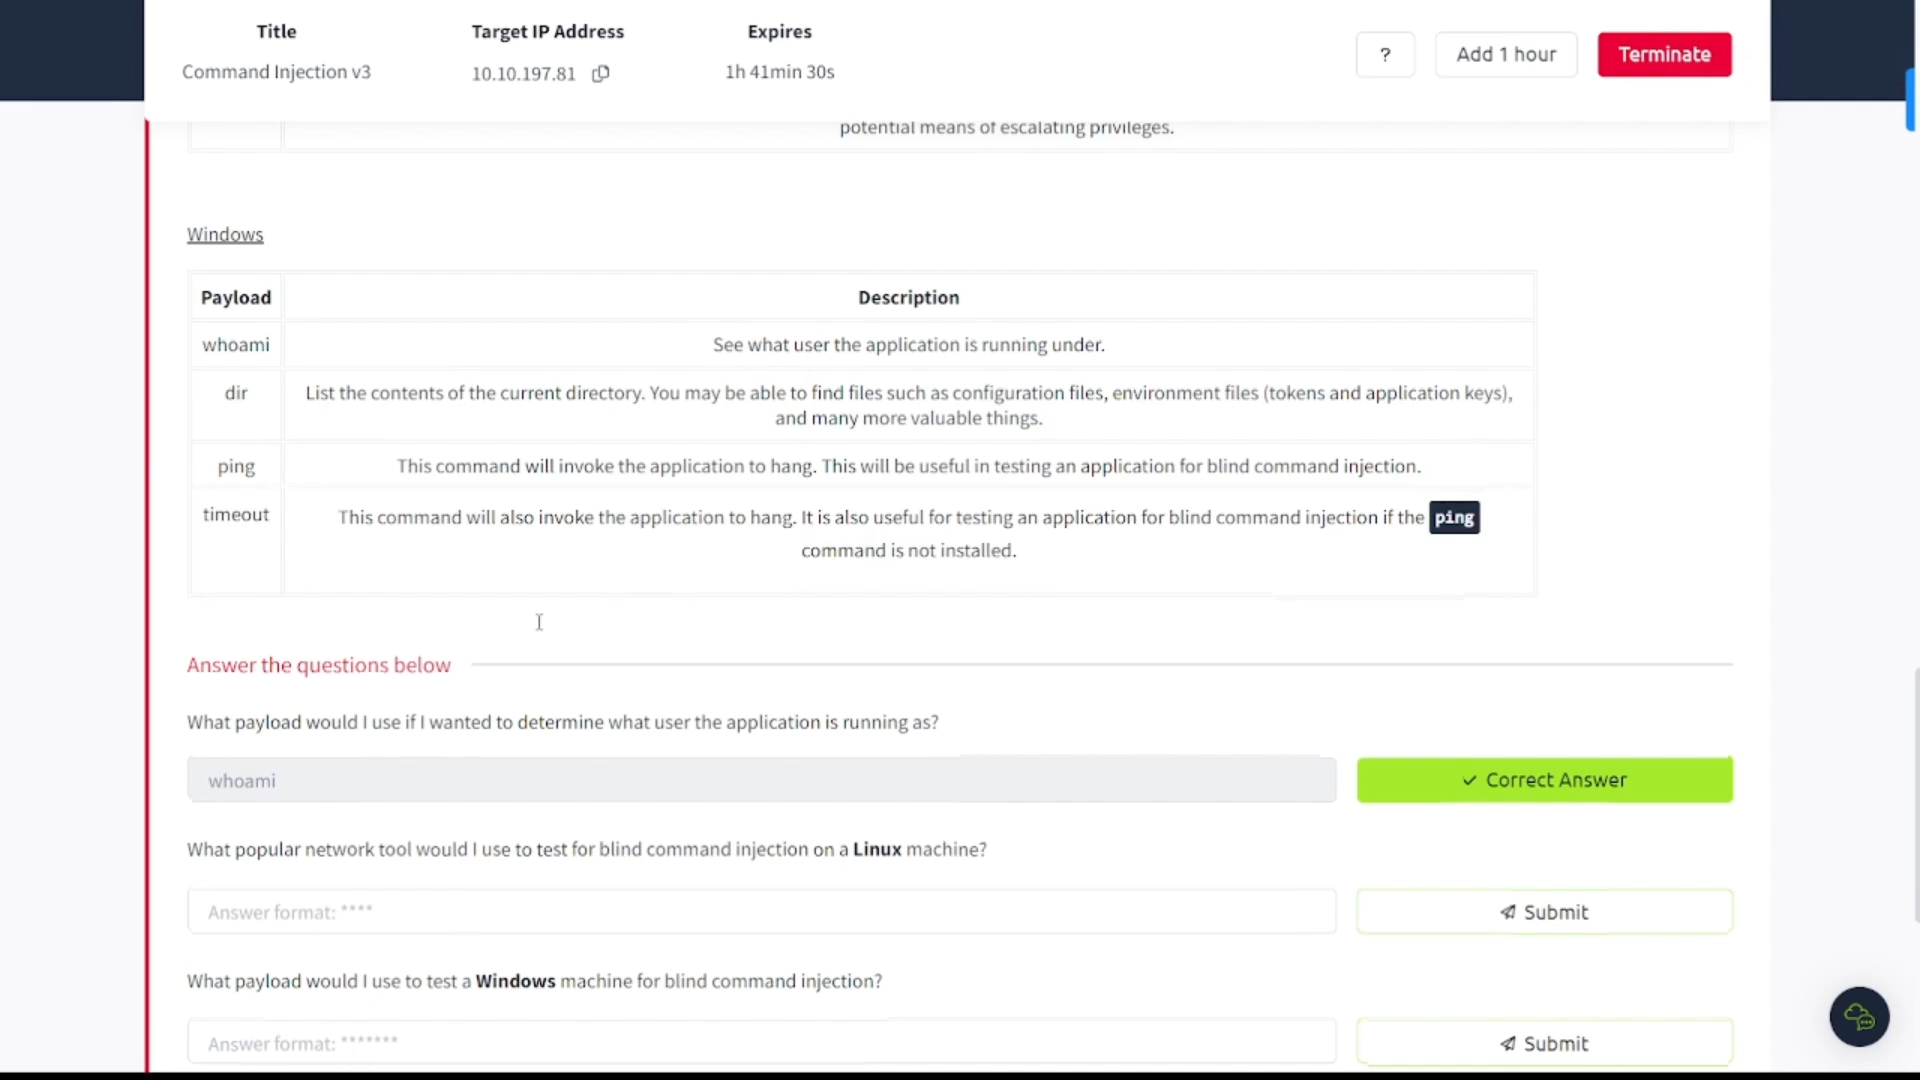 Title Target IP Address Expires
Command Injection v3 10.10.197.81 1h 41min 30s
? Add 1 hour Terminate
potential means of escalating privileges.
Windows
Payload Description
whoami See what user the application is running under.
dir List the contents of the current directory. You may be able to find files such as configuration files, environment files (tokens and application keys),
and many more valuable things.
ping This command will invoke the application to hang. This will be useful in testing an application for blind command injection.
timeout This command will also invoke the application to hang. It is also useful for testing an application for blind command injection if the ping
command is not installed.
Answer the questions below
What payload would I use if I wanted to determine what user the application is running as?
whoami ✓ Correct Answer
What popular network tool would I use to test for blind command injection on a Linux machine?
Answer format: **** Submit
What payload would I use to test a Windows machine for blind command injection?
Answer format: ******* Submit